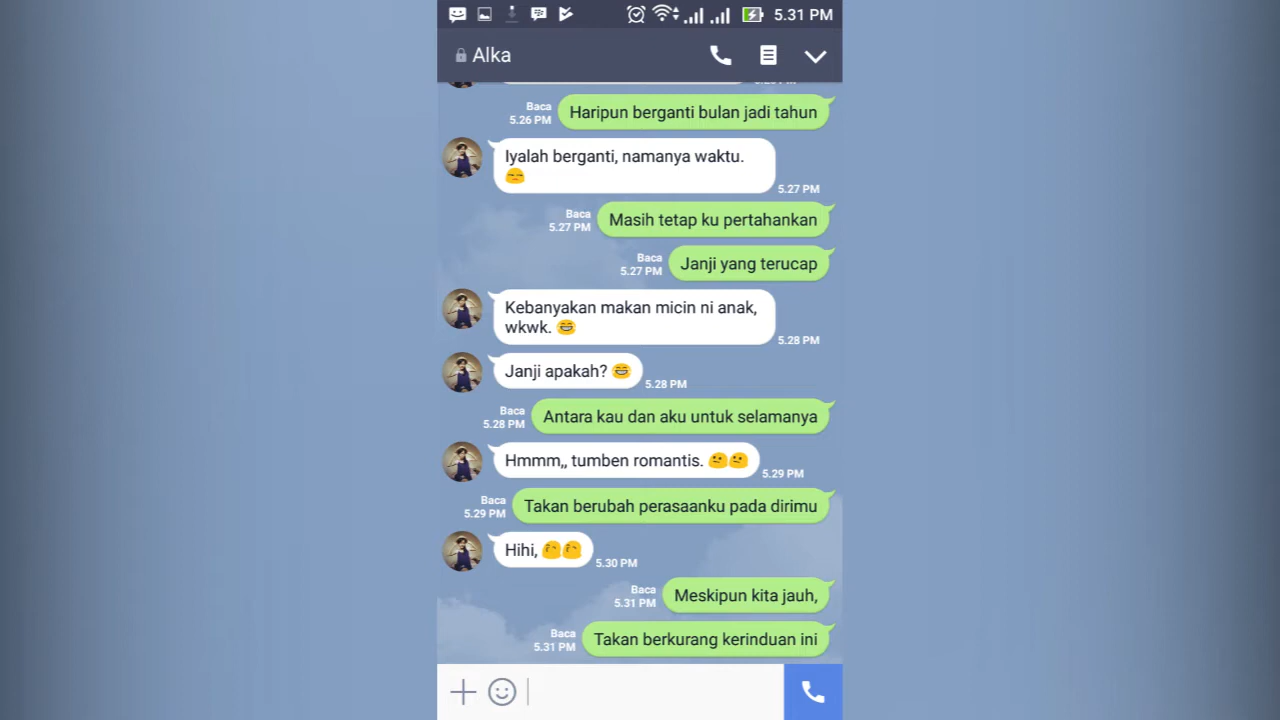 5.31 PM
Alka
Baca
5.26 PM
Haripun berganti bulan jadi tahun
Iyalah berganti, namanya waktu.
5.27 PM
Baca
5.27 PM
Masih tetap ku pertahankan
Baca
5.27 PM
Janji yang terucap
Kebanyakan makan micin ni anak,
wkwk.
5.28 PM
Janji apakah?
5.28 PM
Baca
5.28 PM
Antara kau dan aku untuk selamanya
Hmmm,, tumben romantis.
5.29 PM
Baca
5.29 PM
Takan berubah perasaanku pada dirimu
Hihi,
5.30 PM
Baca
5.31 PM
Meskipun kita jauh,
Baca
5.31 PM
Takan berkurang kerinduan ini